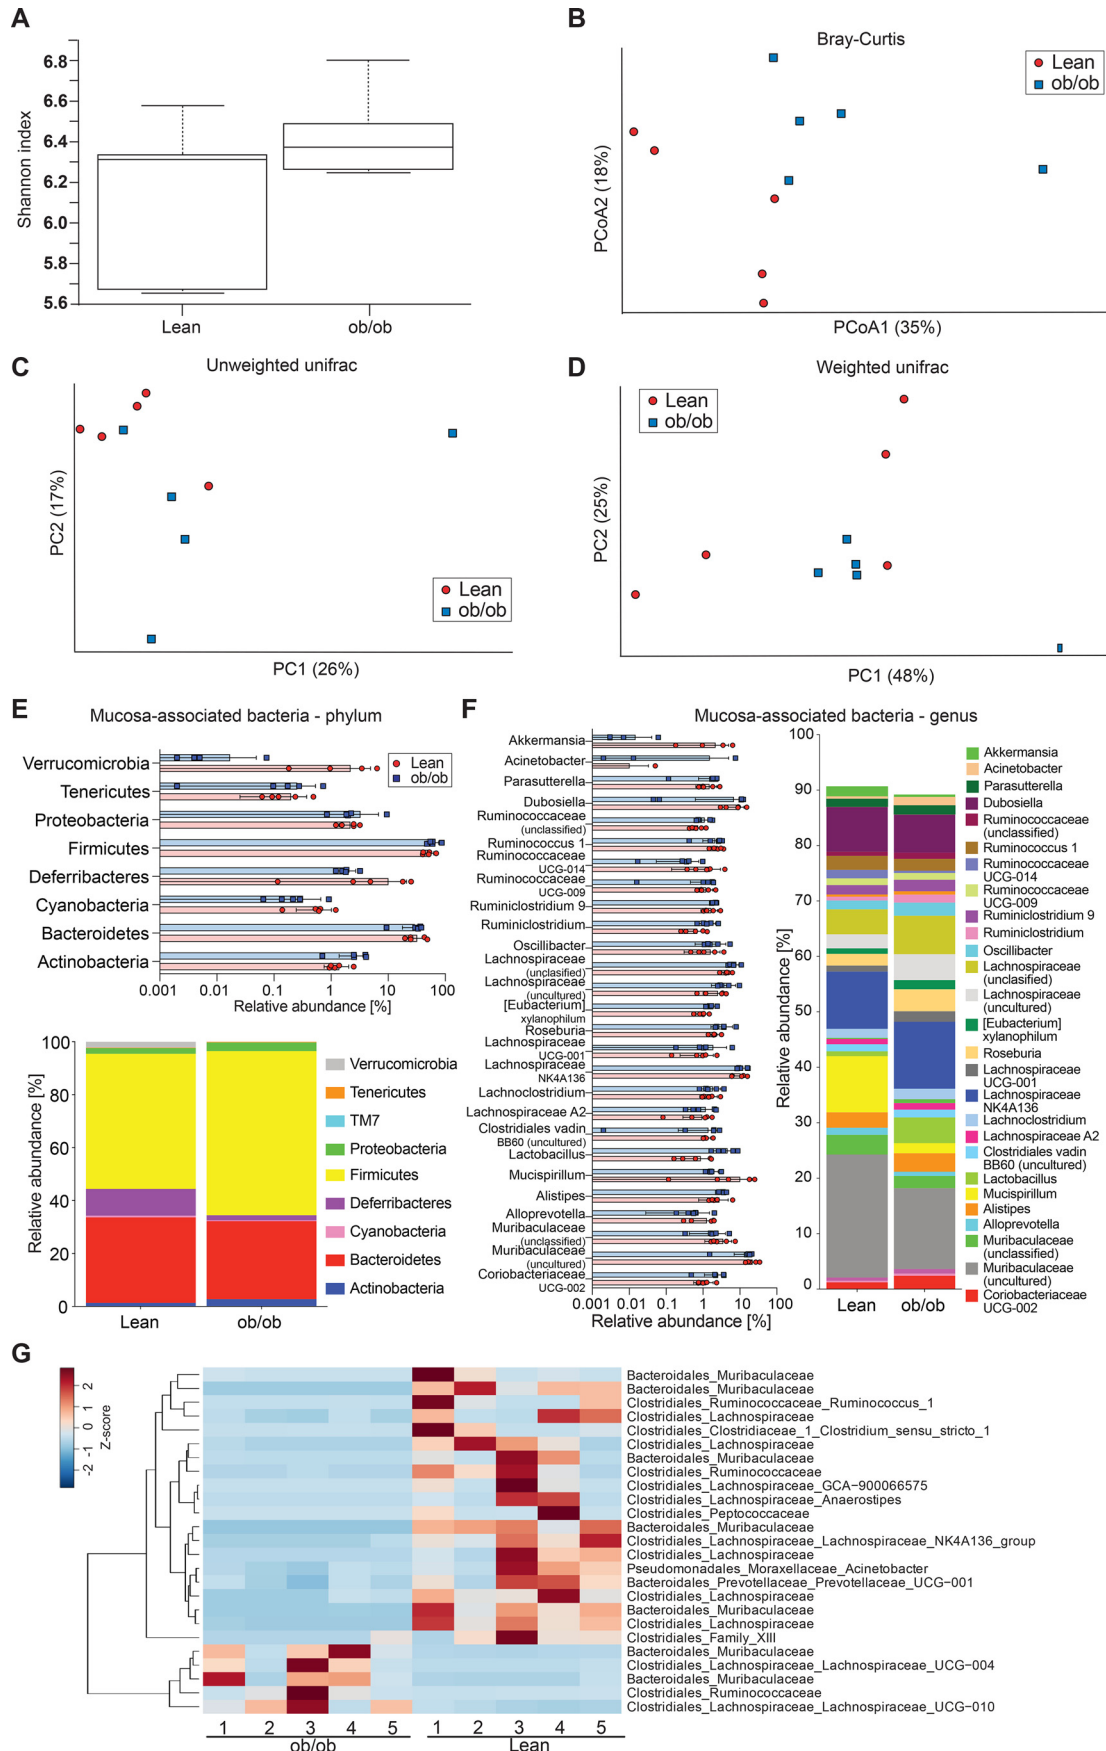 A
6.8
6.6
6.4
6.2
6.0
5.8
5.6
Shannon index
Lean
ob/ob
B
Bray-Curtis
Lean
ob/ob
PCoA2 (18%)
PCoA1 (35%)
C
Unweighted unifrac
PC2 (17%)
Lean
ob/ob
PC1 (26%)
D
Weighted unifrac
Lean
ob/ob
PC2 (25%)
PC1 (48%)
E
Mucosa-associated bacteria - phylum
Lean
ob/ob
Verrucomicrobia
Tenericutes
Proteobacteria
Firmicutes
Deferribacteres
Cyanobacteria
Bacteroidetes
Actinobacteria
0.001
0.01
0.1
1
10
100
Relative abundance [%]
100
80
60
40
20
0
Relative abundance [%]
Lean
ob/ob
Verrucomicrobia
Tenericutes
TM7
Proteobacteria
Firmicutes
Deferribacteres
Cyanobacteria
Bacteroidetes
Actinobacteria
F
Mucosa-associated bacteria - genus
Akkermansia
Acinetobacter
Parasutterella
Dubosiella
Ruminococcaceae
(unclassified)
Ruminococcus 1
Ruminococcaceae
UCG-014
Ruminococcaceae
UCG-009
Ruminiclostridium 9
Ruminiclostridium
Oscillibacter
Lachnospiraceae
(unclasified)
Lachnospiraceae
(uncultured)
[Eubacterium]
xylanophilum
Roseburia
Lachnospiraceae
UCG-001
Lachnospiraceae
NK4A136
Lachnoclostridium
Lachnospiraceae A2
Clostridiales vadin
BB60 (uncultured)
Lactobacillus
Mucispirillum
Alistipes
Alloprevotella
Muribaculaceae
(unclassified)
Muribaculaceae
(uncultured)
Coriobacteriaceae
UCG-002
0.001
0.01
0.1
1
10
100
Relative abundance [%]
100
90
80
70
60
50
40
30
20
10
0
Relative abundance [%]
Lean
ob/ob
Akkermansia
Acinetobacter
Parasutterella
Dubosiella
Ruminococcaceae
(unclassified)
Ruminococcus 1
Ruminococcaceae
UCG-014
Ruminococcaceae
UCG-009
Ruminiclostridium 9
Ruminiclostridium
Oscillibacter
Lachnospiraceae
(unclasified)
Lachnospiraceae
(uncultured)
[Eubacterium]
xylanophilum
Roseburia
Lachnospiraceae
UCG-001
Lachnospiraceae
NK4A136
Lachnoclostridium
Lachnospiraceae A2
Clostridiales vadin
BB60 (uncultured)
Lactobacillus
Mucispirillum
Alistipes
Alloprevotella
Muribaculaceae
(unclassified)
Muribaculaceae
(uncultured)
Coriobacteriaceae
UCG-002
G
2
1
0
-1
-2
Z-score
Bacteroidales_Muribaculaceae
Bacteroidales_Muribaculaceae
Clostridiales_Ruminococcaceae_Ruminococcus_1
Clostridiales_Lachnospiraceae
Clostridiales_Clostridiaceae_1_Clostridium_sensu_stricto_1
Clostridiales_Lachnospiraceae
Bacteroidales_Muribaculaceae
Clostridiales_Ruminococcaceae
Clostridiales_Lachnospiraceae_GCA-900066575
Clostridiales_Lachnospiraceae_Anaerostipes
Clostridiales_Peptococcaceae
Bacteroidales_Muribaculaceae
Clostridiales_Lachnospiraceae_NK4A136_group
Clostridiales_Lachnospiraceae
Pseudomonadales_Moraxellaceae_Acinetobacter
Bacteroidales_Prevotellaceae_Prevotellaceae_UCG-001
Clostridiales_Lachnospiraceae
Bacteroidales_Muribaculaceae
Clostridiales_Lachnospiraceae
Clostridiales_Family_XIII
Bacteroidales_Muribaculaceae
Clostridiales_Lachnospiraceae_Lachnospiraceae_UCG-004
Bacteroidales_Muribaculaceae
Clostridiales_Ruminococcaceae
Clostridiales_Lachnospiraceae_Lachnospiraceae_UCG-010
1 2 3 4 5 1 2 3 4 5
ob/ob
Lean